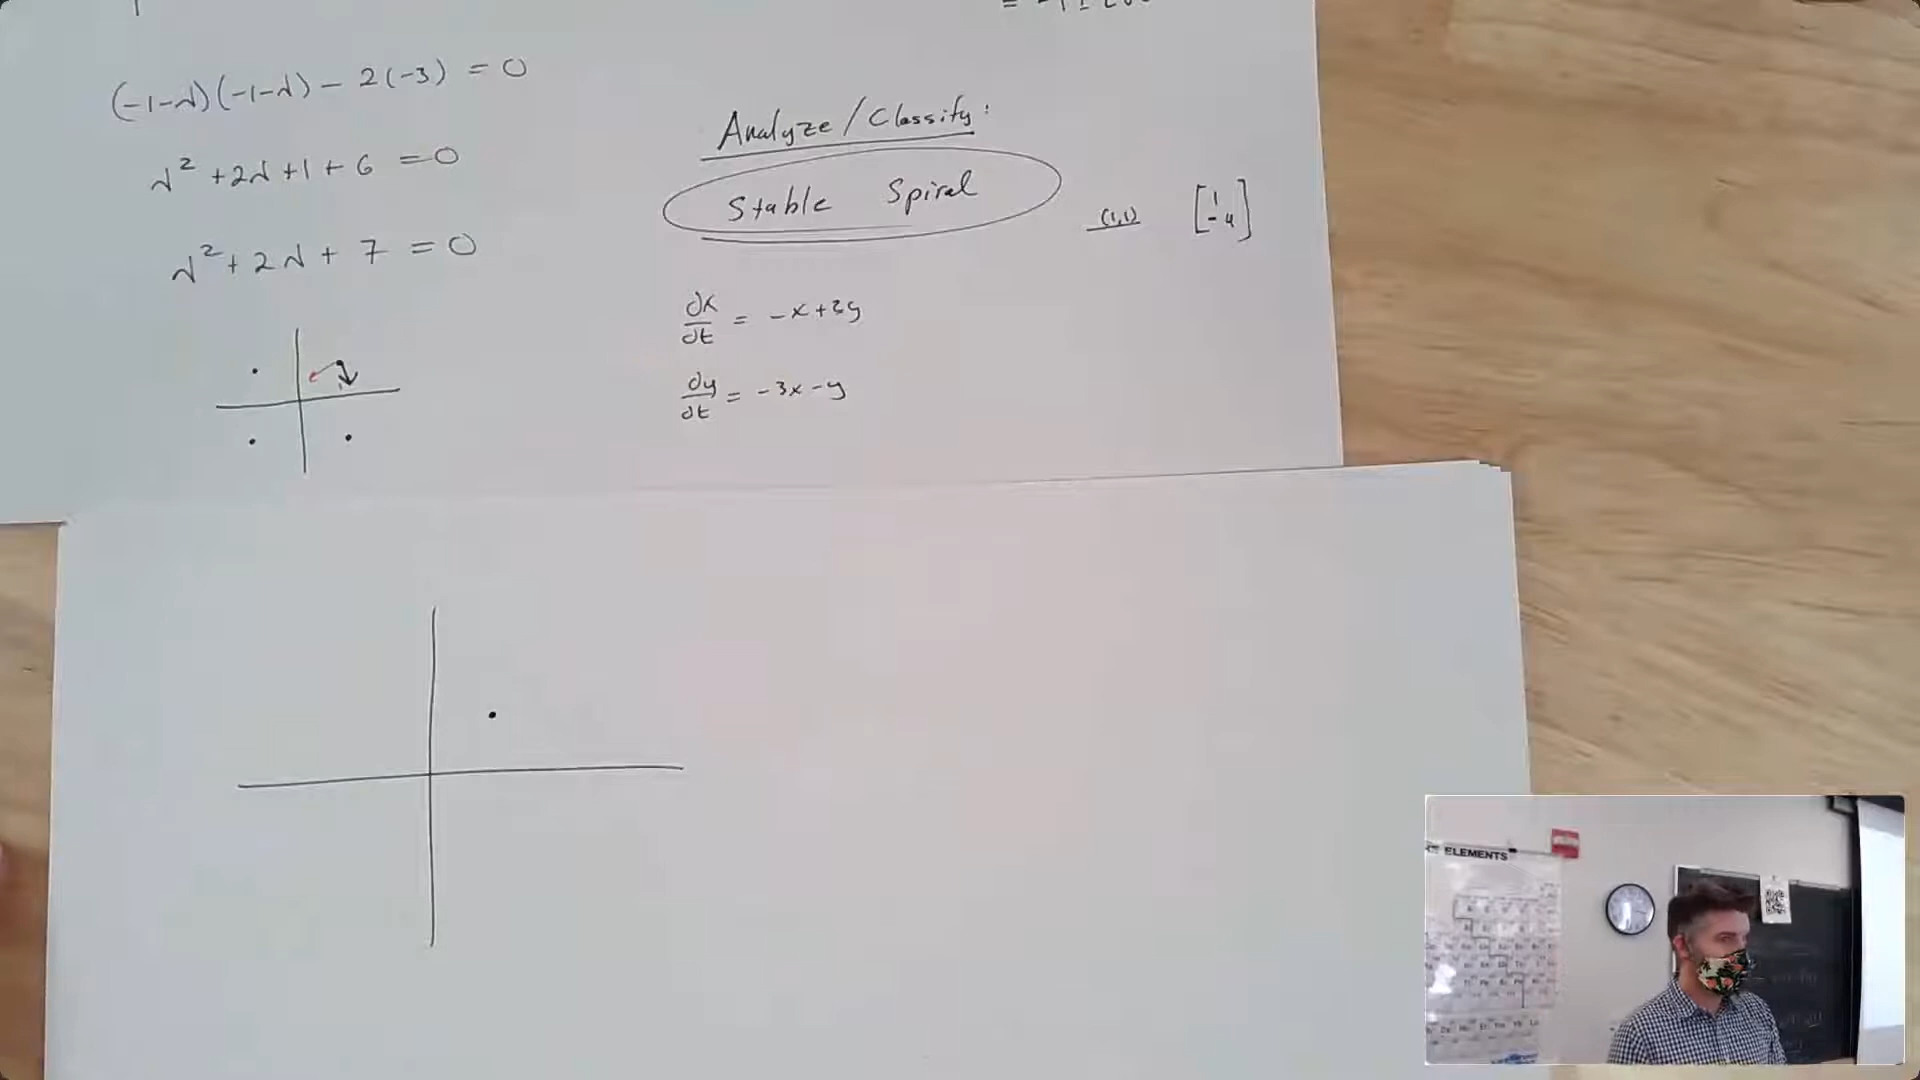 (-1-λ)(-1-λ) - 2(-3) = 0
λ² + 2λ + 1 + 6 = 0
λ² + 2λ + 7 = 0
Analyze/Classify:
Stable Spiral
(1,1) [1 -4]
dx/dt = -x+2y
dy/dt = -3x-y
ELEMENTS